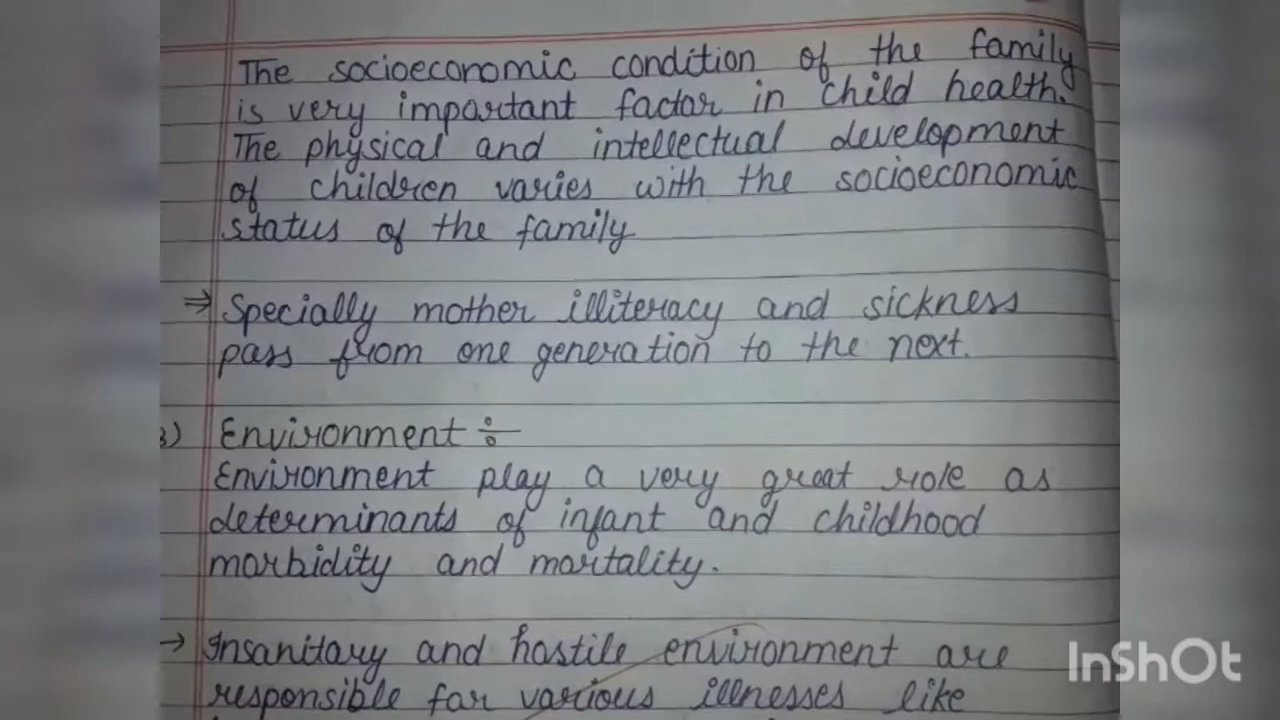 The socioeconomic condition of the family
is very important factor in child health.
The physical and intellectual development
of children varies with the socioeconomic
status of the family
⇒ Specially mother illiteracy and sickness
pass from one generation to the next.
3) Environment ÷
Environment play a very great role as
determinants of infant and childhood
morbidity and mortality.
→ Insanitary and hostile environment are
responsible for various illnesses like
InShOt